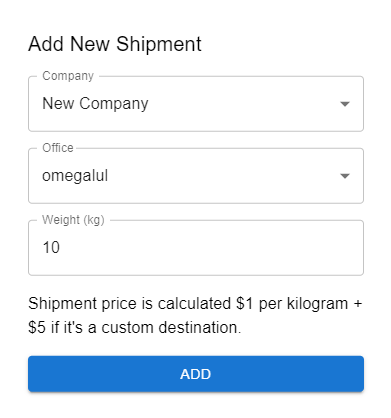 Add New Shipment
Company
New Company
Office
omegalul
Weight (kg)
10
Shipment price is calculated $1 per kilogram +
$5 if it's a custom destination.
ADD